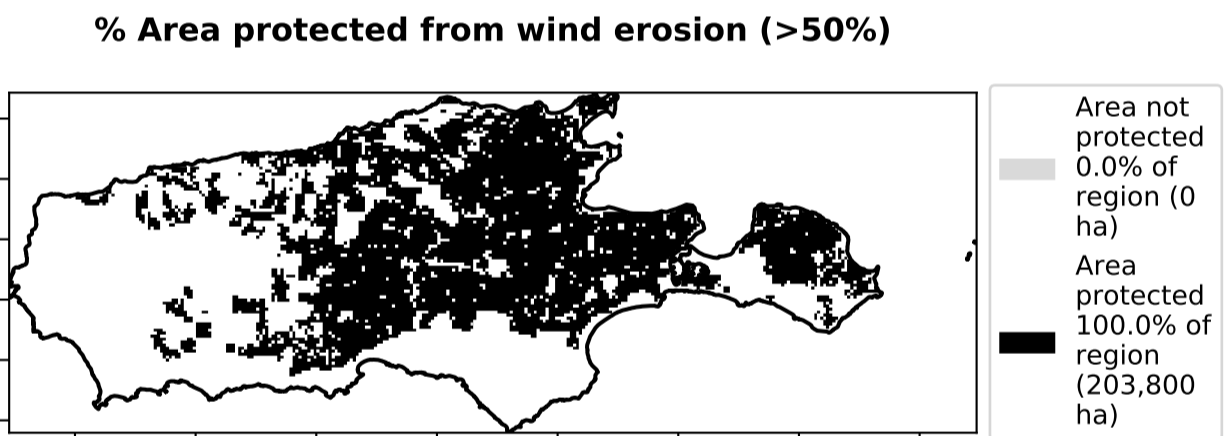 % Area protected from wind erosion (>50%)
Area not
protected
0.0% of
region (0
ha)
Area
protected
100.0% of
region
(203,800
ha)